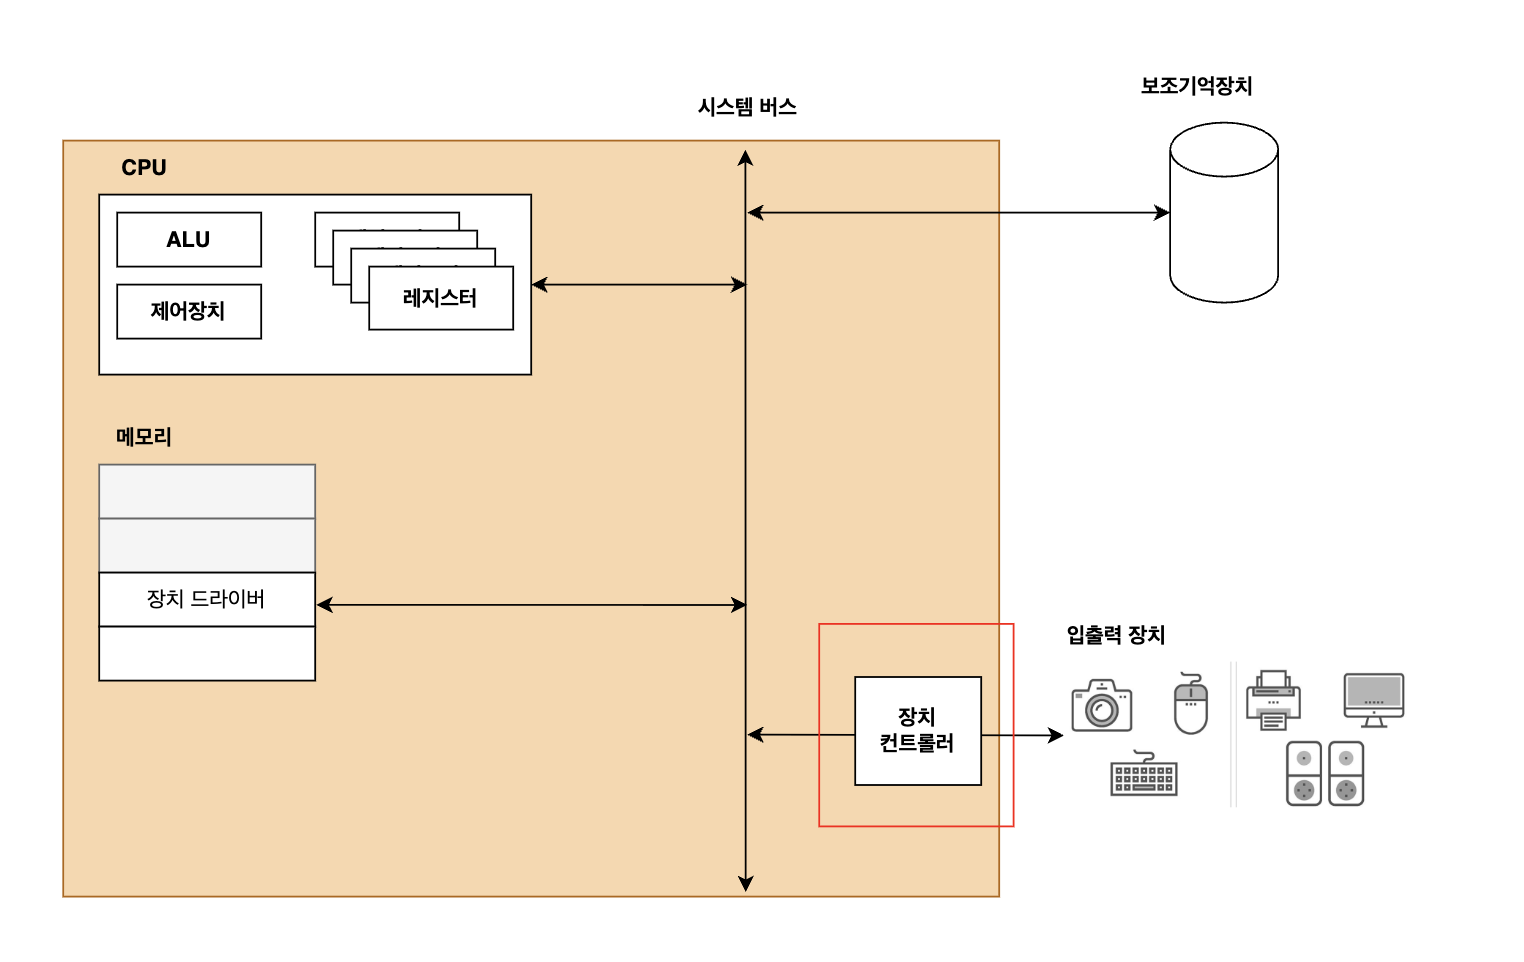 시스템 버스
보조기억장치
CPU
ALU
제어장치
레지스터
메모리
장치 드라이버
장치
컨트롤러
입출력 장치